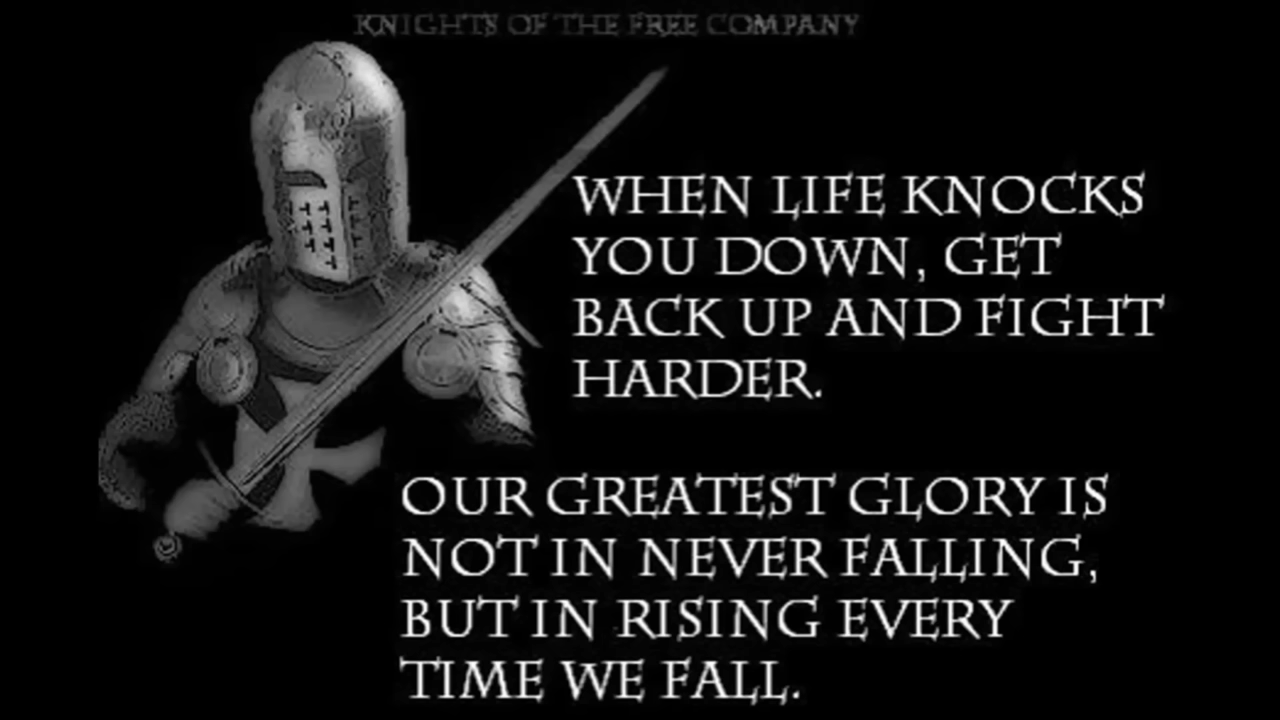 KNIGHTS OF THE FREE COMPANY
WHEN LIFE KNOCKS
YOU DOWN, GET
BACK UP AND FIGHT
HARDER.
OUR GREATEST GLORY IS
NOT IN NEVER FALLING,
BUT IN RISING EVERY
TIME WE FALL.